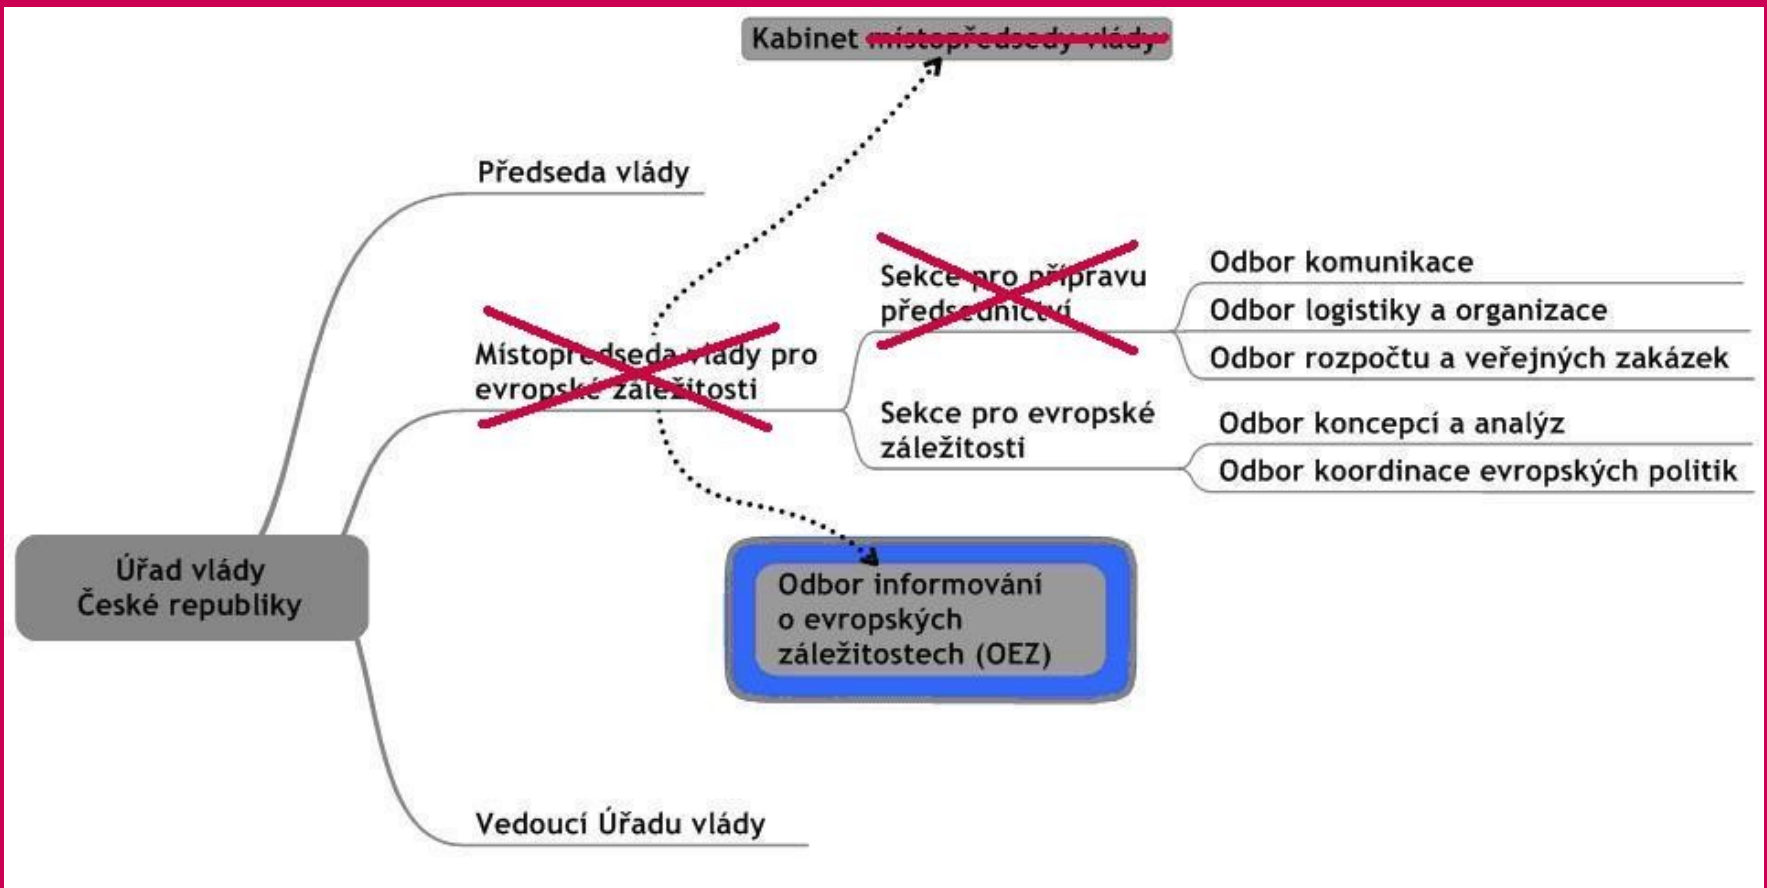 Kabinet místopředsedy vlády
Předseda vlády
Sekce pro přípravu
předsednictví
Odbor komunikace
Odbor logistiky a organizace
Odbor rozpočtu a veřejných zakázek
Místopředseda vlády pro
evropské záležitosti
Sekce pro evropské
záležitosti
Odbor koncepcí a analýz
Odbor koordinace evropských politik
Úřad vlády
České republiky
Odbor informování
o evropských
záležitostech (OEZ)
Vedoucí Úřadu vlády